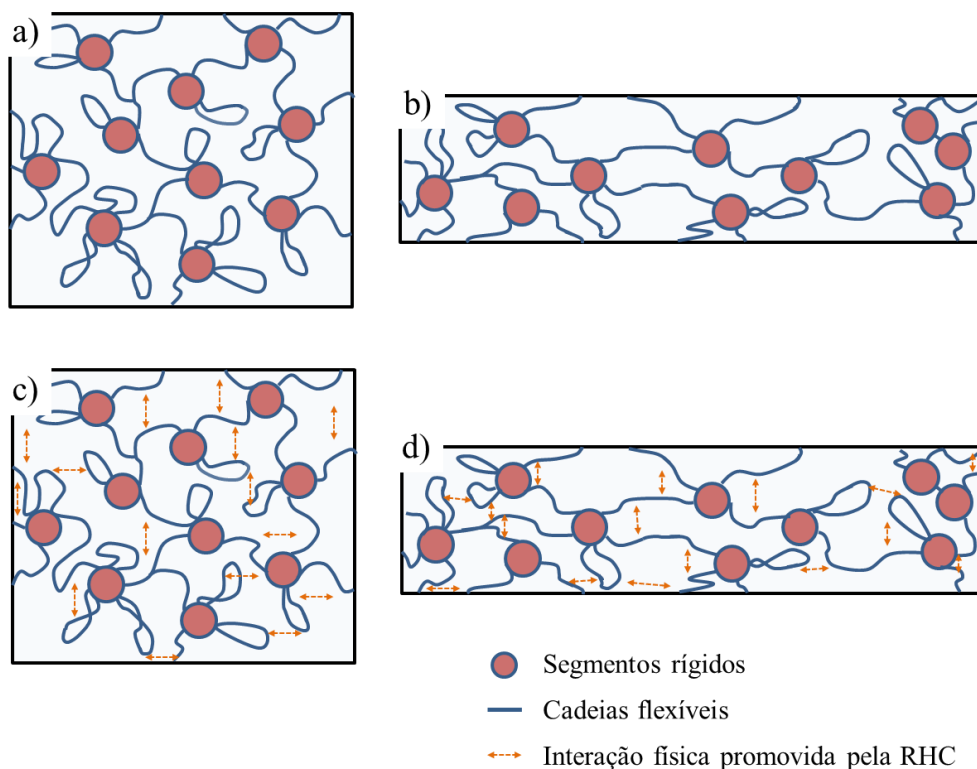 a)
b)
c)
d)
Segmentos rígidos
Cadeias flexíveis
Interação física promovida pela RHC